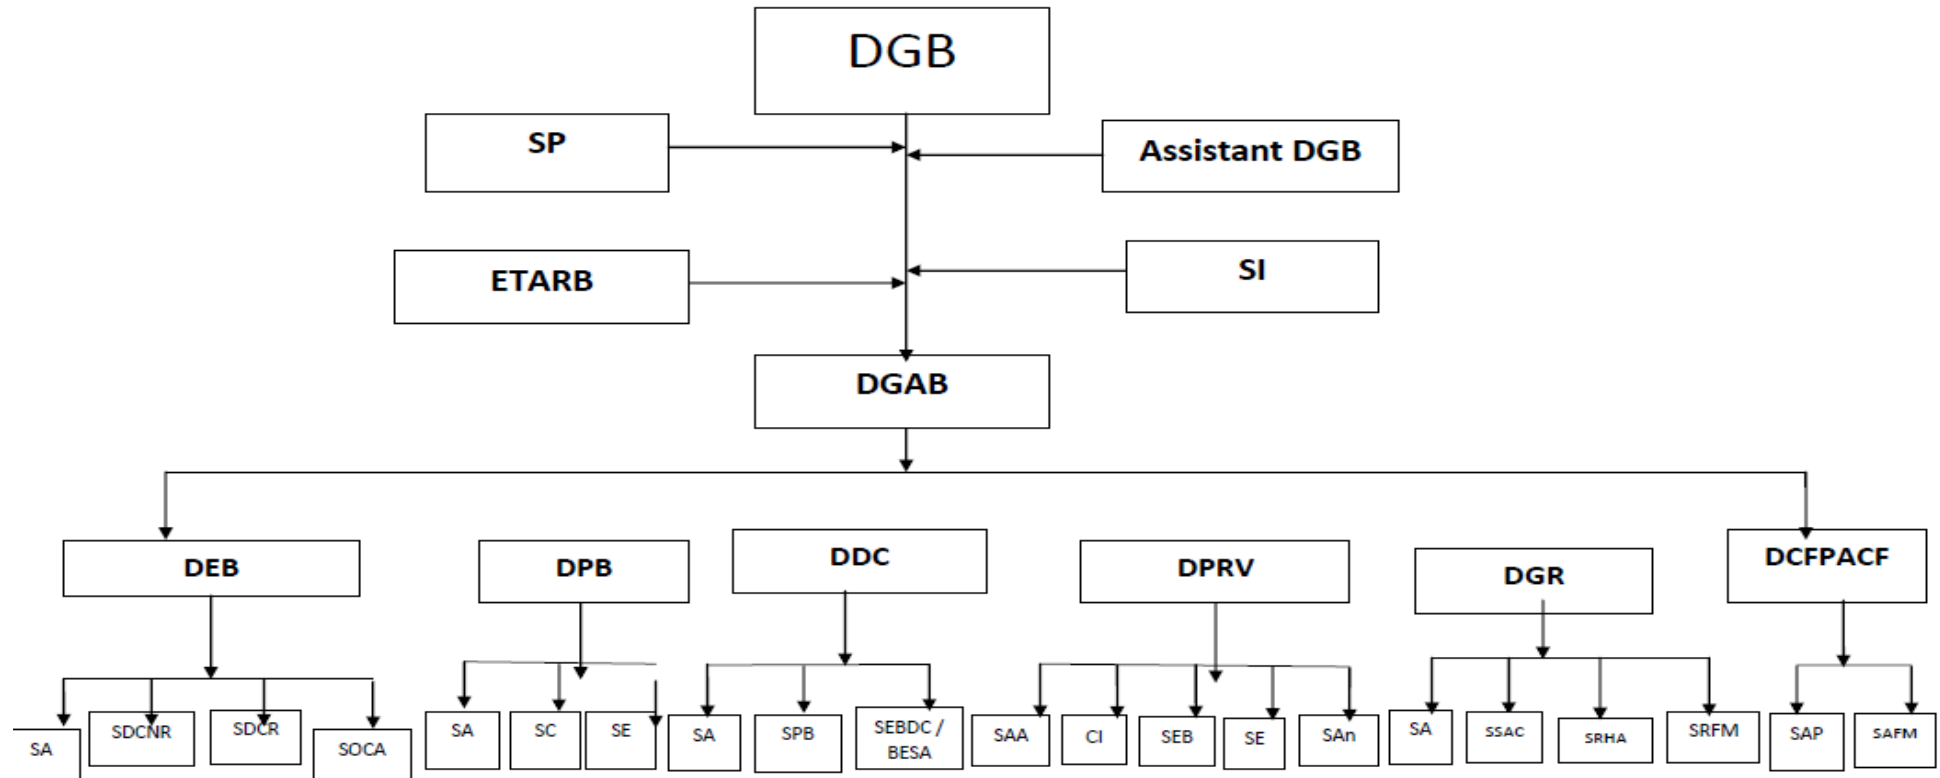 DGB
SP
Assistant DGB
ETARB
SI
DGAB
DEB
DPB
DDC
DPRV
DGR
DCFPACF
SA
SDCNR
SDCR
SOCA
SA
SC
SE
SA
SPB
SEBDC /
BESA
SAA
CI
SEB
SE
SAn
SA
SSAC
SRHA
SRFM
SAP
SAFM